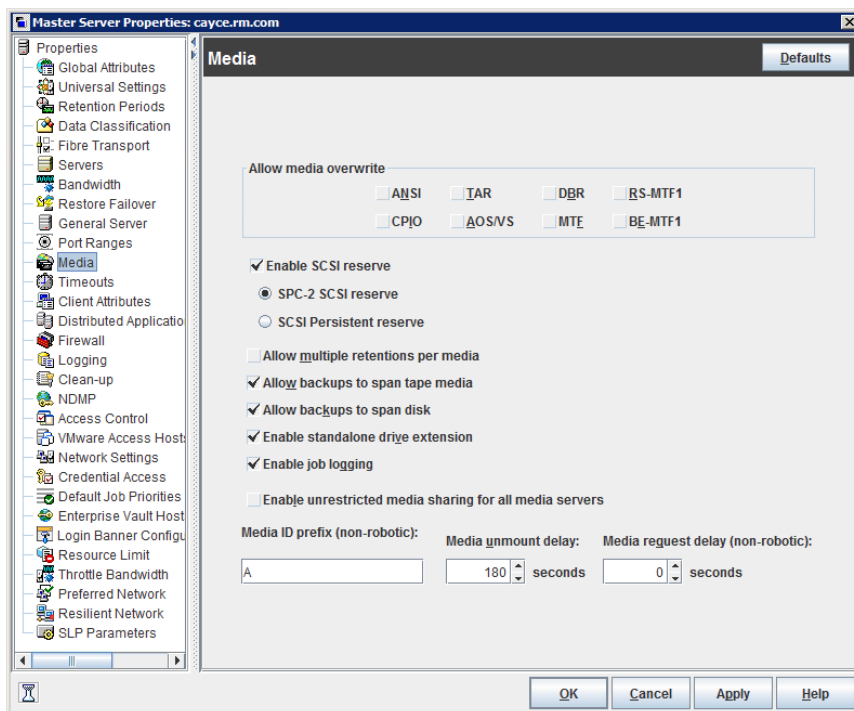 Master Server Properties: cayce.rm.com
Properties
Global Attributes
Universal Settings
Retention Periods
Data Classification
Fibre Transport
Servers
Bandwidth
Restore Failover
General Server
Port Ranges
Media
Timeouts
Client Attributes
Distributed Applicatio
Firewall
Logging
Clean-up
NDMP
Access Control
VMware Access Hosts
Network Settings
Credential Access
Default Job Priorities
Enterprise Vault Host
Login Banner Configu
Resource Limit
Throttle Bandwidth
Preferred Network
Resilient Network
SLP Parameters
Media
Defaults
Allow media overwrite
ANSI TAR DBR RS-MTF1
CPIO AOS/VS MTF BE-MTF1
Enable SCSI reserve
SPC-2 SCSI reserve
SCSI Persistent reserve
Allow multiple retentions per media
Allow backups to span tape media
Allow backups to span disk
Enable standalone drive extension
Enable job logging
Enable unrestricted media sharing for all media servers
Media ID prefix (non-robotic): Media unmount delay: Media request delay (non-robotic):
A 180 seconds 0 seconds
OK Cancel Apply Help